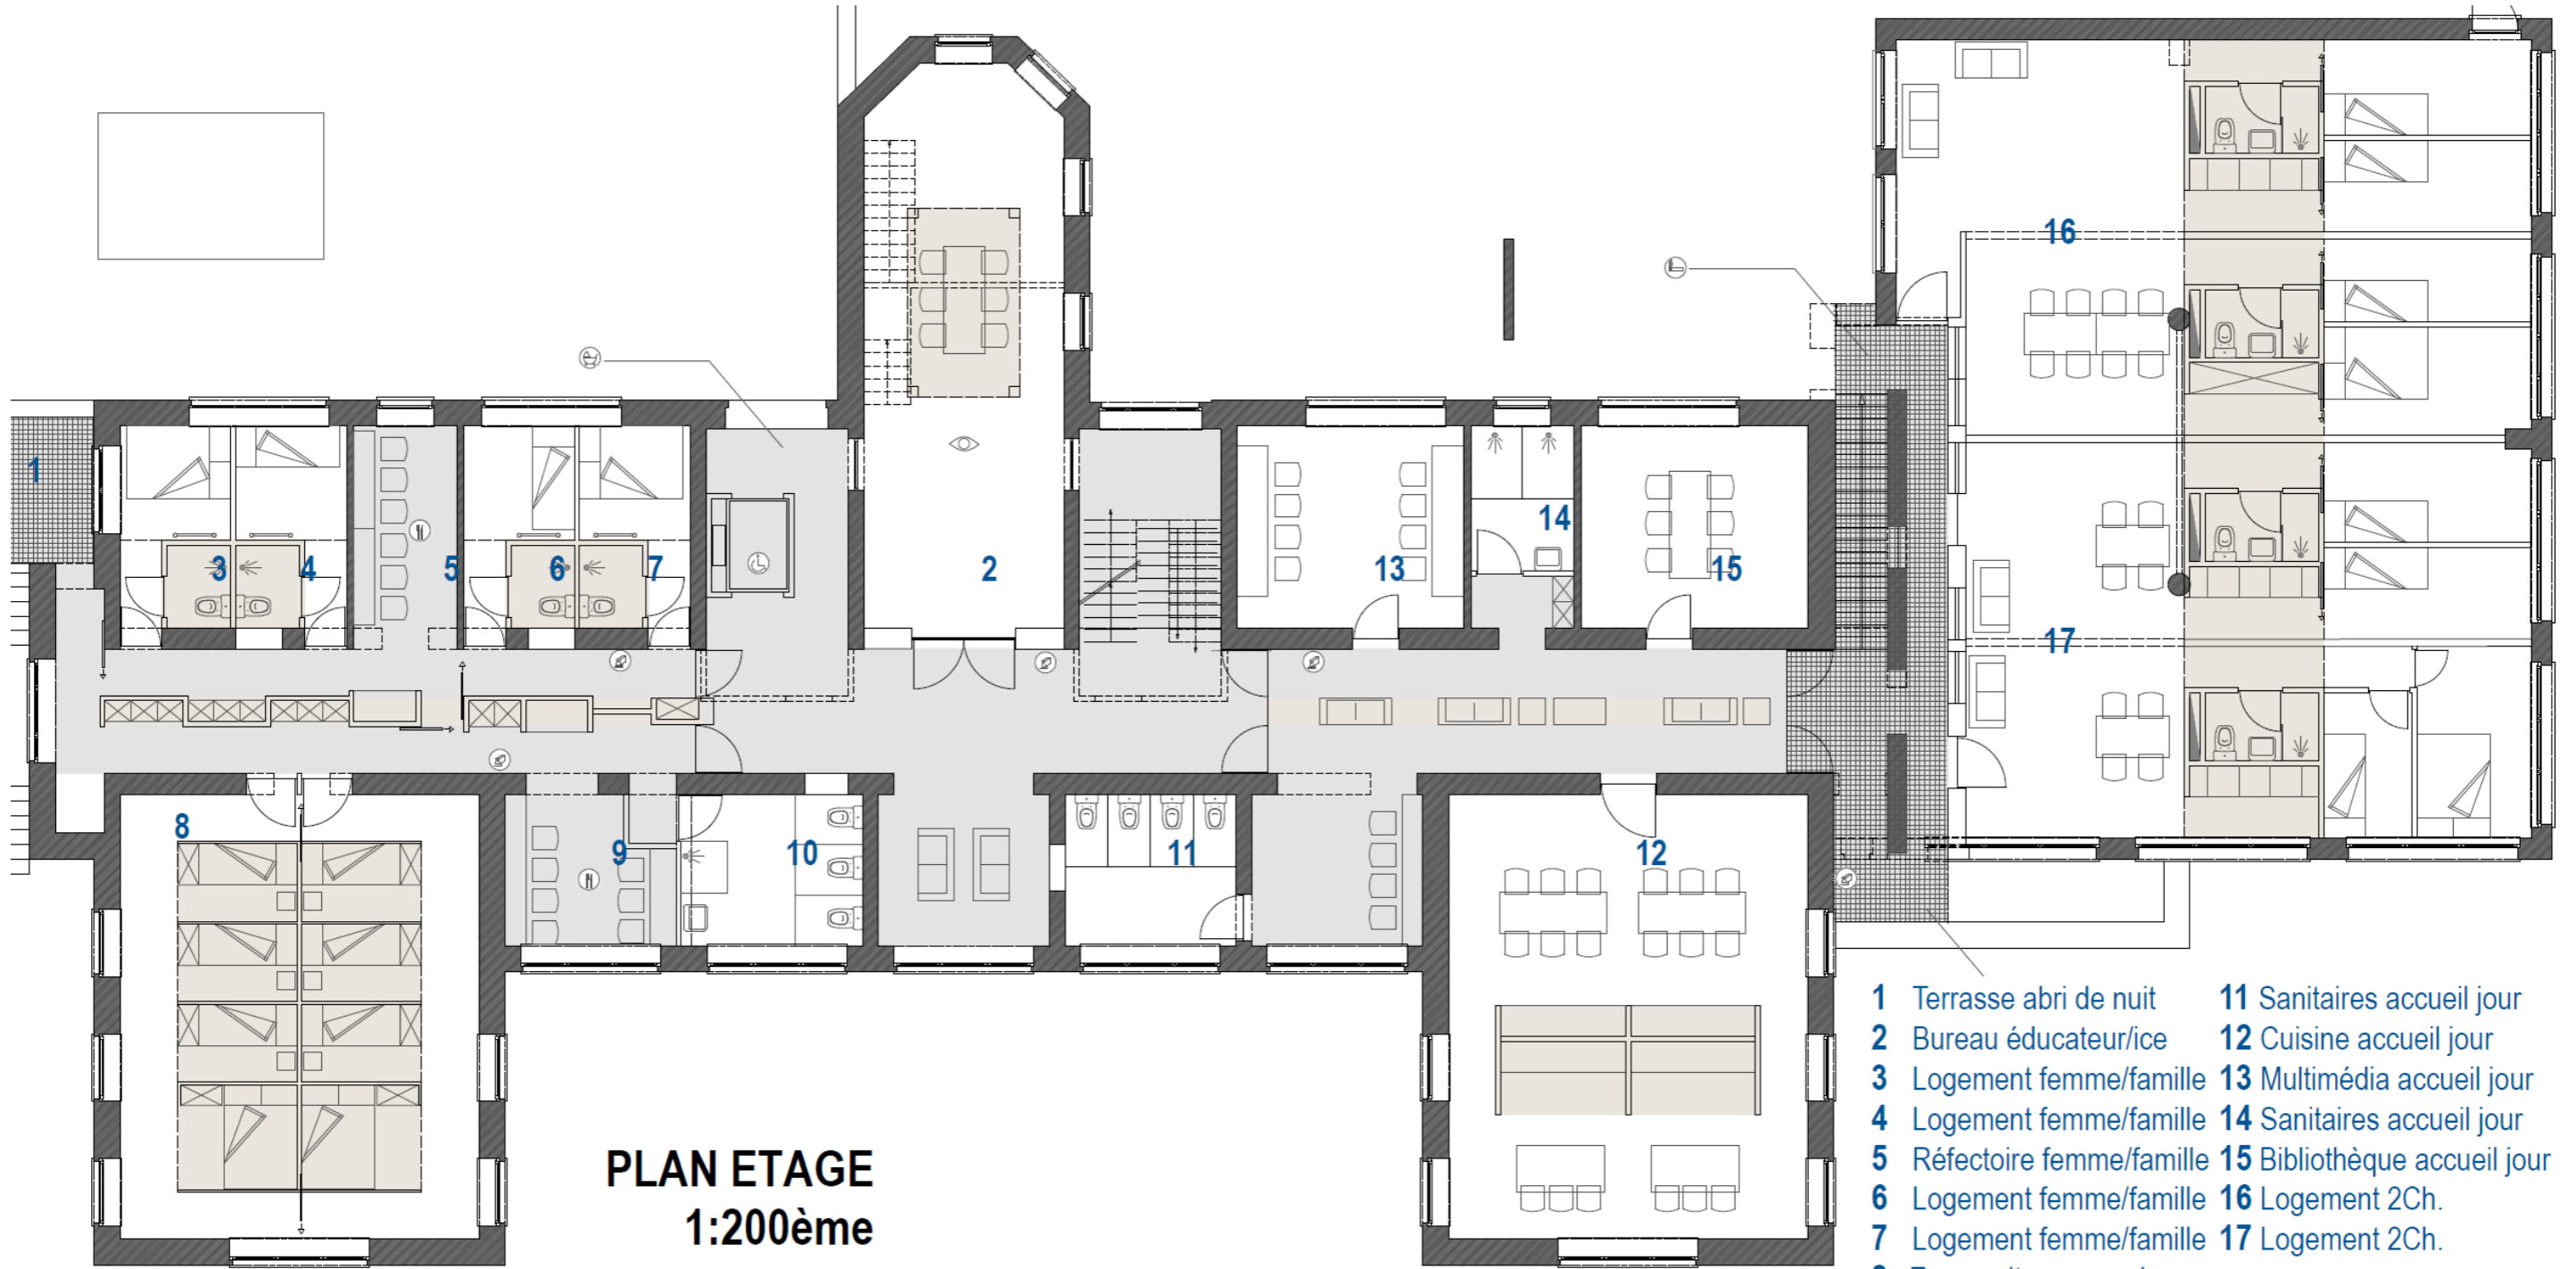 16
1
3
4
5
6
7
2
13
14
15
17
8
9
10
11
12
PLAN ETAGE
1:200ème
1 Terrasse abri de nuit
2 Bureau éducateur/ice
3 Logement femme/famille
4 Logement femme/famille
5 Réfectoire femme/famille
6 Logement femme/famille
7 Logement femme/famille
11 Sanitaires accueil jour
12 Cuisine accueil jour
13 Multimédia accueil jour
14 Sanitaires accueil jour
15 Bibliothèque accueil jour
16 Logement 2Ch.
17 Logement 2Ch.